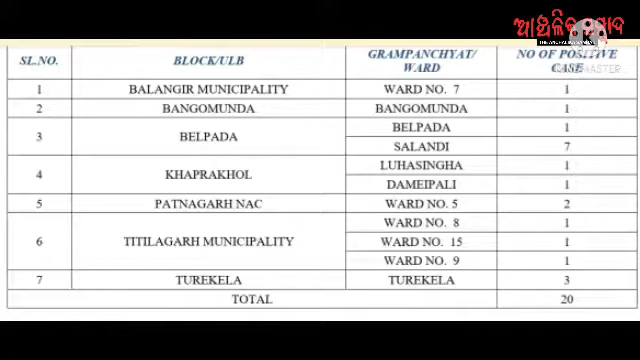 ଆଞ୍ଚଳିକ
SL.NO. BLOCK/ULB GRAMPANCHYAT/ WARD NO OF POSITIVE CASE
1 BALANGIR MUNICIPALITY WARD NO. 7 1
2 BANGOMUNDA BANGOMUNDA 1
3 BELPADA BELPADA 1
SALANDI 7
4 KHAPRAKHOL LUHASINGHA 1
DAMEIPALI 1
5 PATNAGARH NAC WARD NO. 5 2
6 TITILAGARH MUNICIPALITY WARD NO. 8 1
WARD NO. 15 1
WARD NO. 9 1
7 TUREKELA TUREKELA 3
TOTAL 20